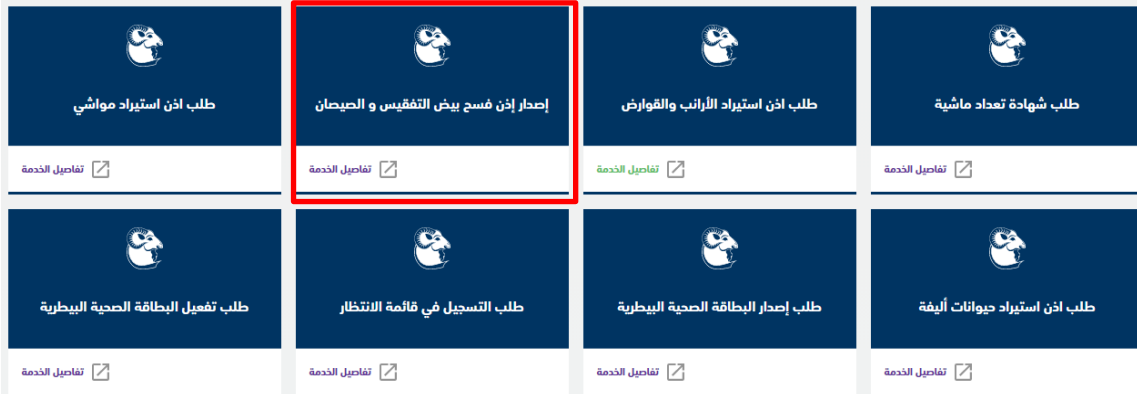 طلب شهادة تعداد ماشية
طلب اذن استيراد الأرانب والقوارض
إصدار إذن فسح بيض التفقيس و الصيصان
طلب اذن استيراد مواشي
تفاصيل الخدمة
تفاصيل الخدمة
تفاصيل الخدمة
تفاصيل الخدمة
طلب اذن استيراد حيوانات أليفة
طلب إصدار البطاقة الصحية البيطرية
طلب التسجيل في قائمة الانتظار
طلب تفعيل البطاقة الصحية البيطرية
تفاصيل الخدمة
تفاصيل الخدمة
تفاصيل الخدمة
تفاصيل الخدمة